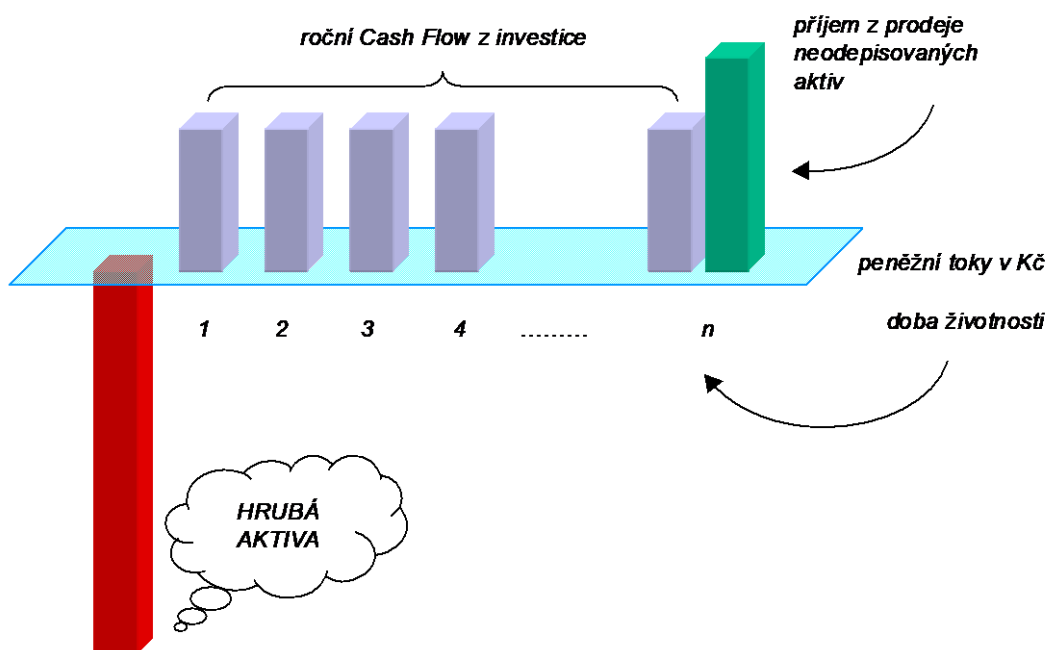 roční Cash Flow z investice
příjem z prodeje
neodepisovaných
aktiv
peněžní toky v Kč
1 2 3 4 ......... n
doba životnosti
HRUBÁ
AKTIVA